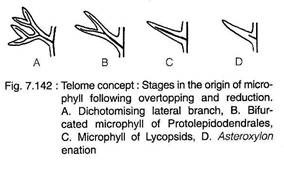 A B C D
Fig. 7.142 : Telome concept : Stages in the origin of micro-
phyll following overtopping and reduction.
A. Dichotomising lateral branch, B. Bifur-
cated microphyll of Protolepidodendrales,
C. Microphyll of Lycopsids, D. Asteroxylon
enation